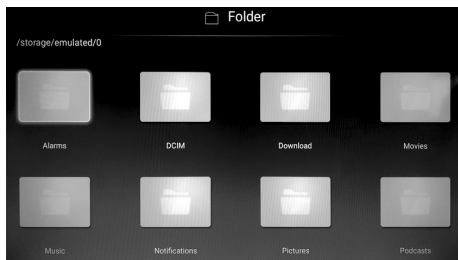 Folder
/storage/emulated/0
Alarms DCIM Download Movies
Music Notifications Pictures Podcasts